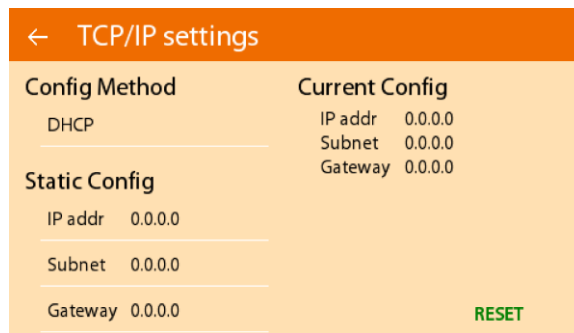 ← TCP/IP settings
Config Method
DHCP
Static Config
IP addr 0.0.0.0
Subnet 0.0.0.0
Gateway 0.0.0.0
Current Config
IP addr 0.0.0.0
Subnet 0.0.0.0
Gateway 0.0.0.0
RESET